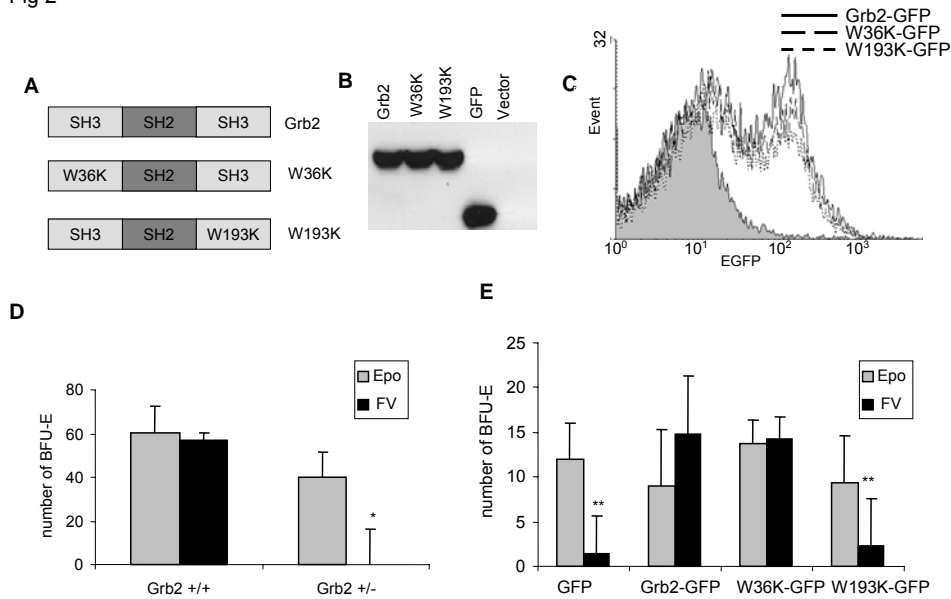 Fig 2
A
SH3 SH2 SH3 Grb2
W36K SH2 SH3 W36K
SH3 SH2 W193K W193K
B
Grb2 W36K W193K GFP Vector
C
Grb2-GFP
W36K-GFP
W193K-GFP
32
Event
10^0 10^1 10^2 10^3
EGFP
D
number of BFU-E
80
60
40
20
0
Epo
FV
*
Grb2 +/+ Grb2 +/-
E
number of BFU-E
25
20
15
10
5
0
Epo
FV
** **
GFP Grb2-GFP W36K-GFP W193K-GFP